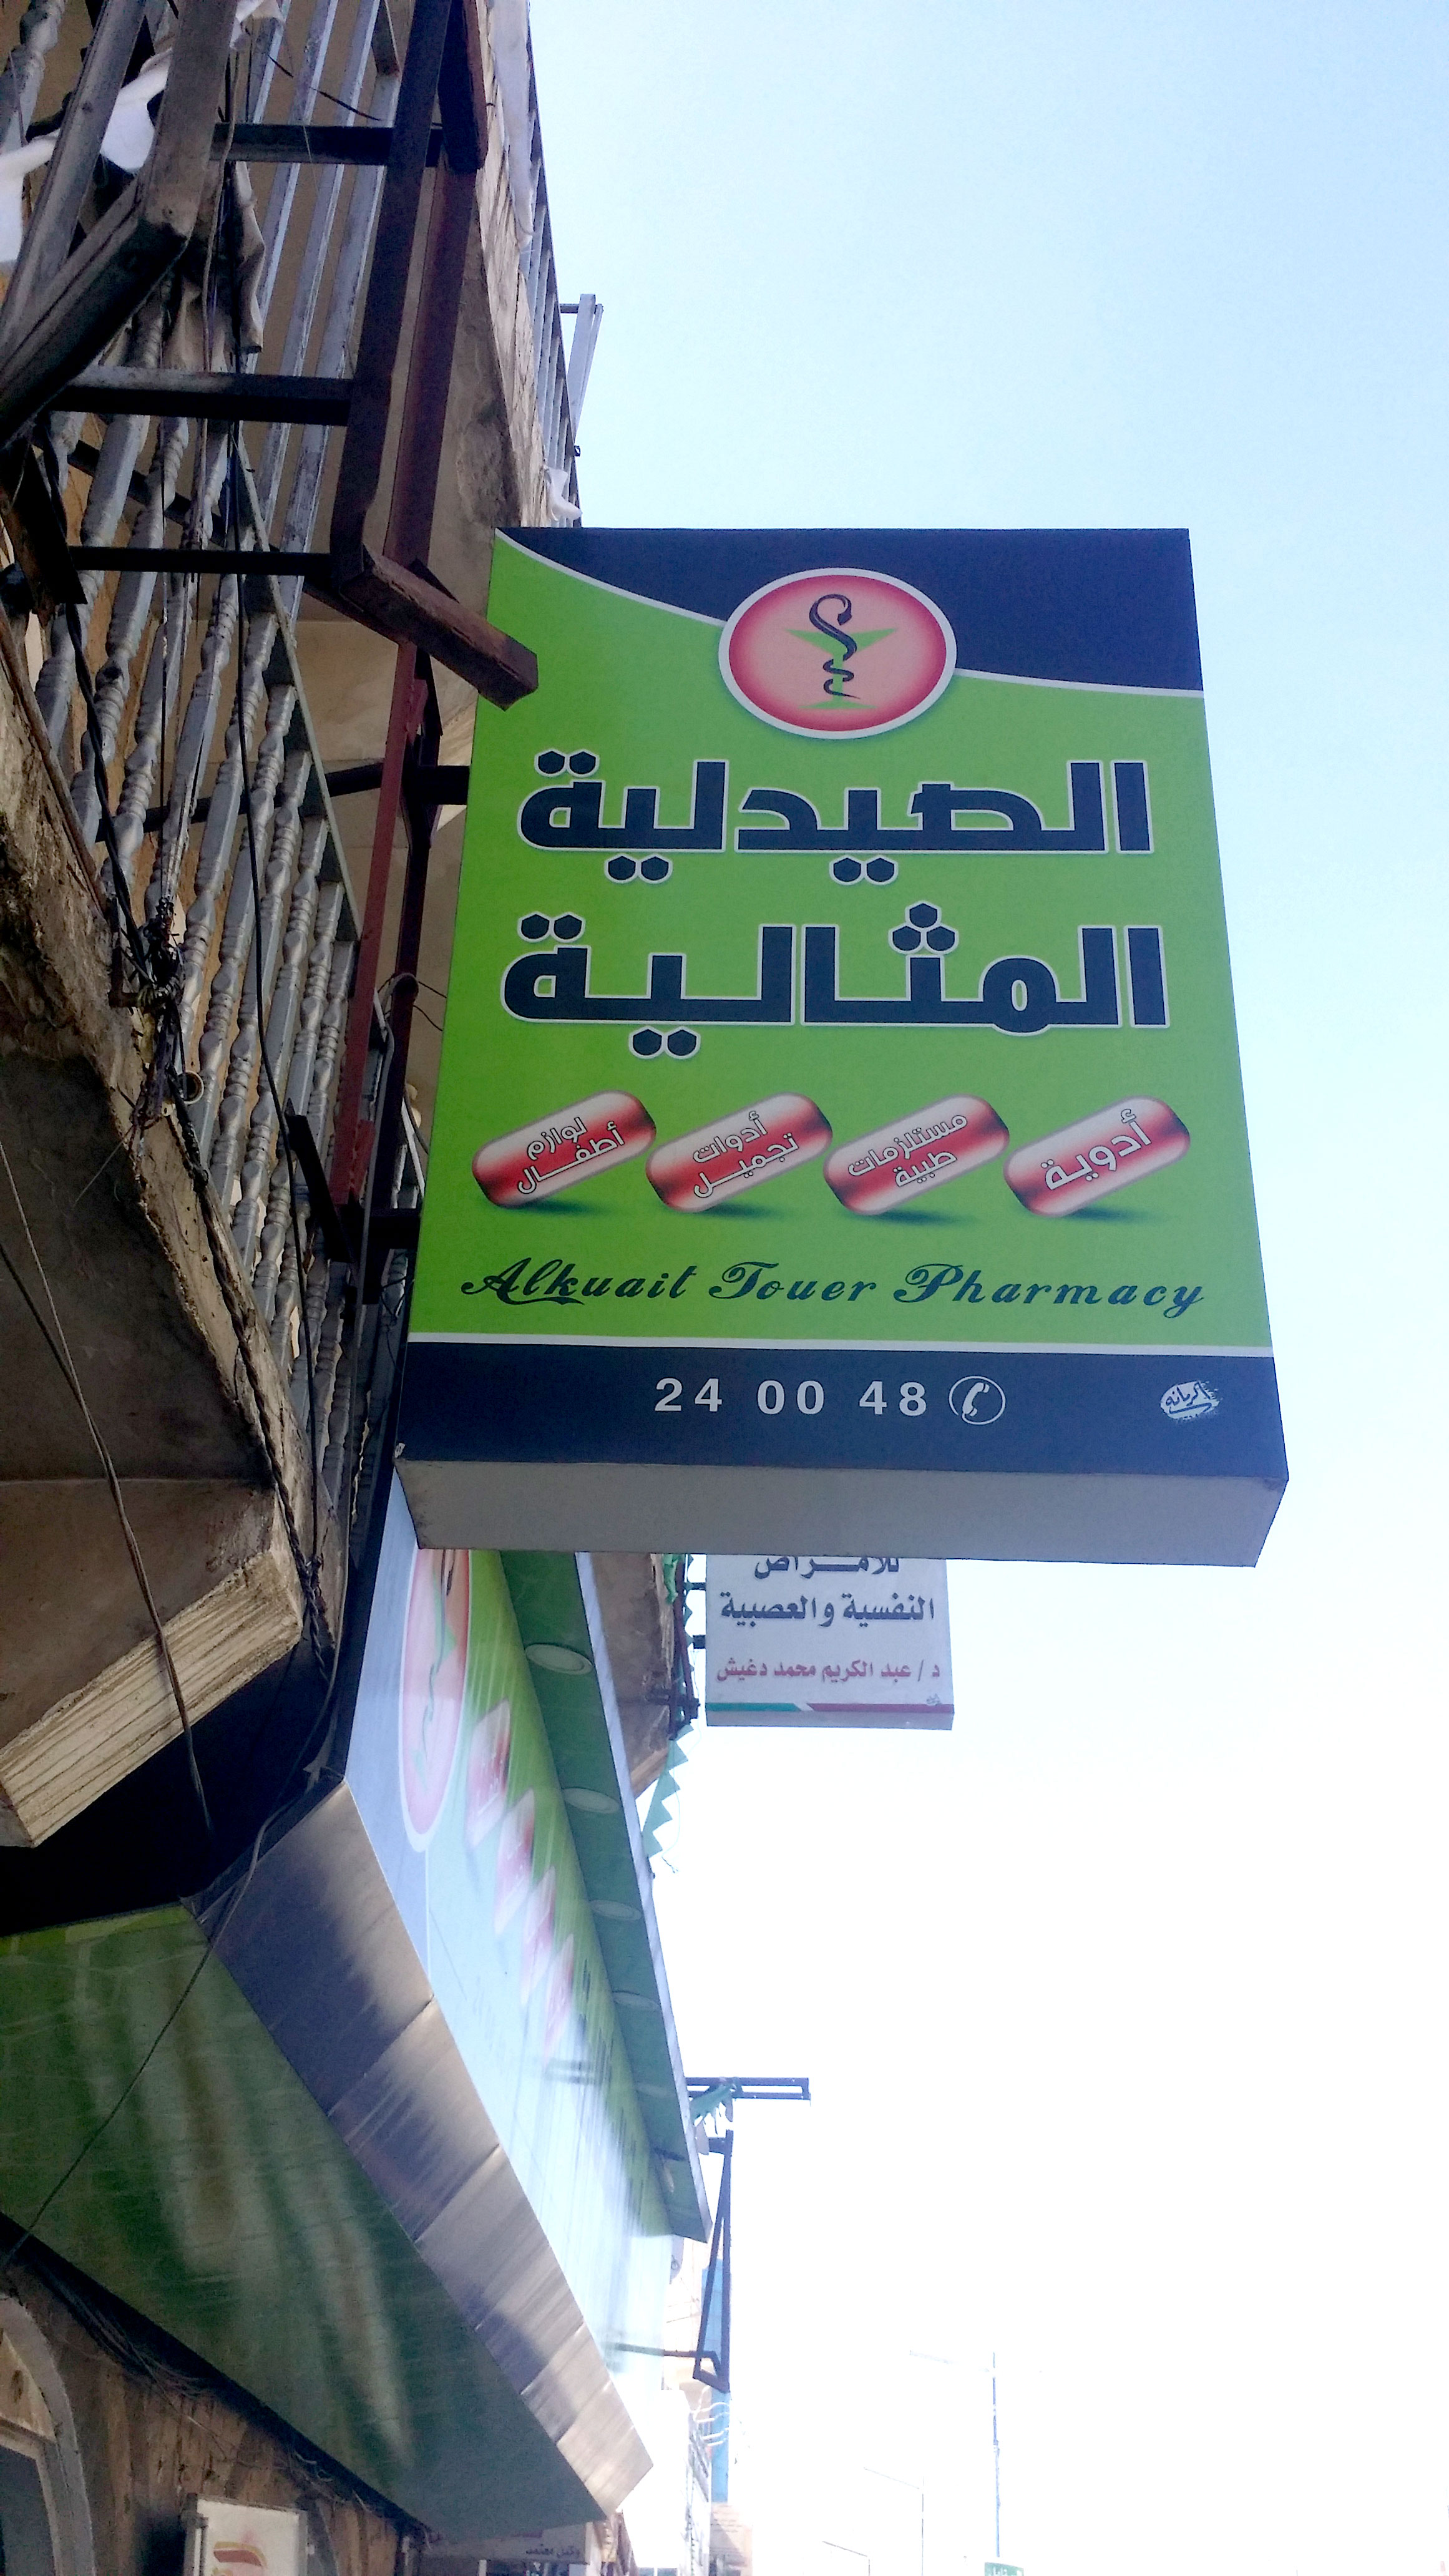 الصيدلية
المثالية
أدوية
مستلزمات
طبية
أدوات
تجميل
لوازم
أطفال
Alkuait Touer Pharmacy
24 00 48
للأمراض
النفسية والعصبية
د / عبد الكريم محمد دغيش